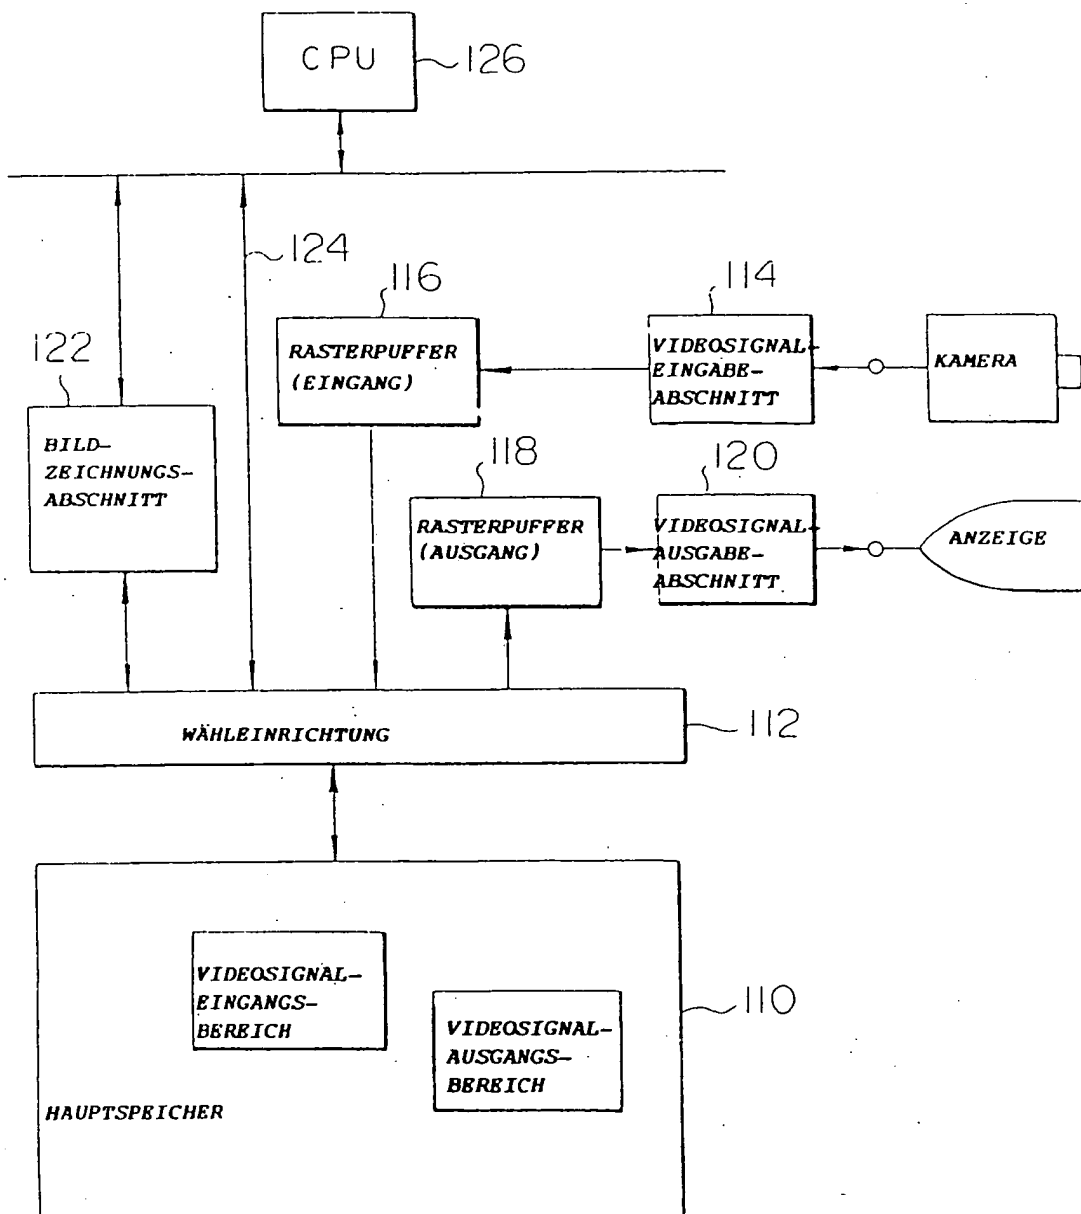 CPU
126
124
116
114
RASTERPUFFER
(EINGANG)
VIDEOSIGNAL-
EINGABE-
ABSCHNITT
KAMERA
122
BILD-
ZEICHNUNGS-
ABSCHNITT
118
120
RASTERPUFFER
(AUSGANG)
VIDEOSIGNAL-
AUSGABE-
ABSCHNITT
ANZEIGE
WÄHLEINRICHTUNG
112
VIDEOSIGNAL-
EINGANGS-
BEREICH
110
VIDEOSIGNAL-
AUSGANGS-
BEREICH
HAUPTSPEICHER